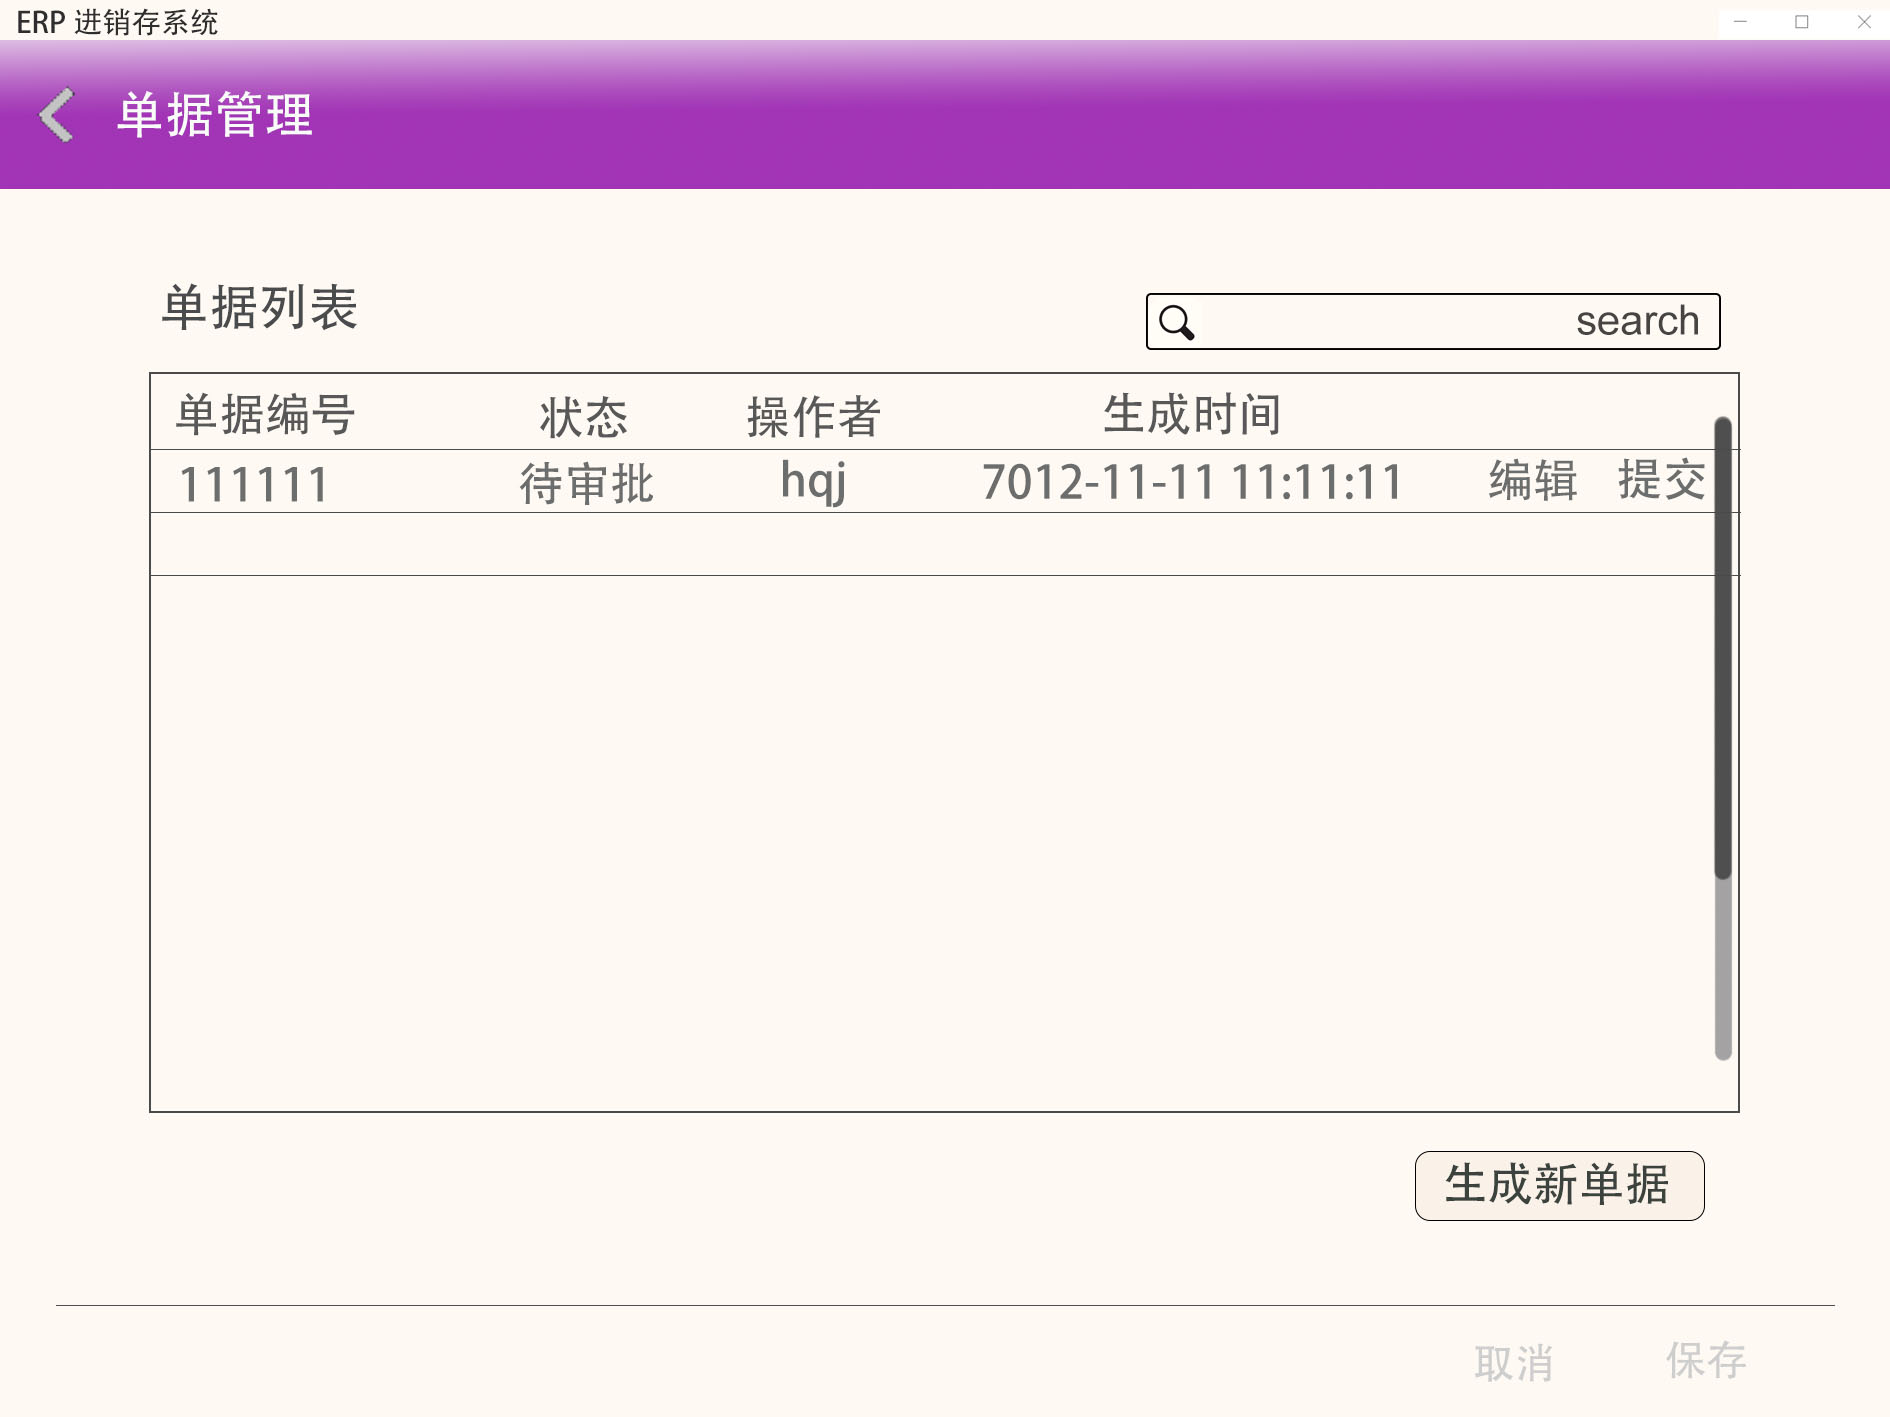 ERP 进销存系统
单据管理
单据列表
search
单据编号 状态 操作者 生成时间
111111 待审批 hqj 7012-11-11 11:11:11 编辑 提交
生成新单据
取消 保存